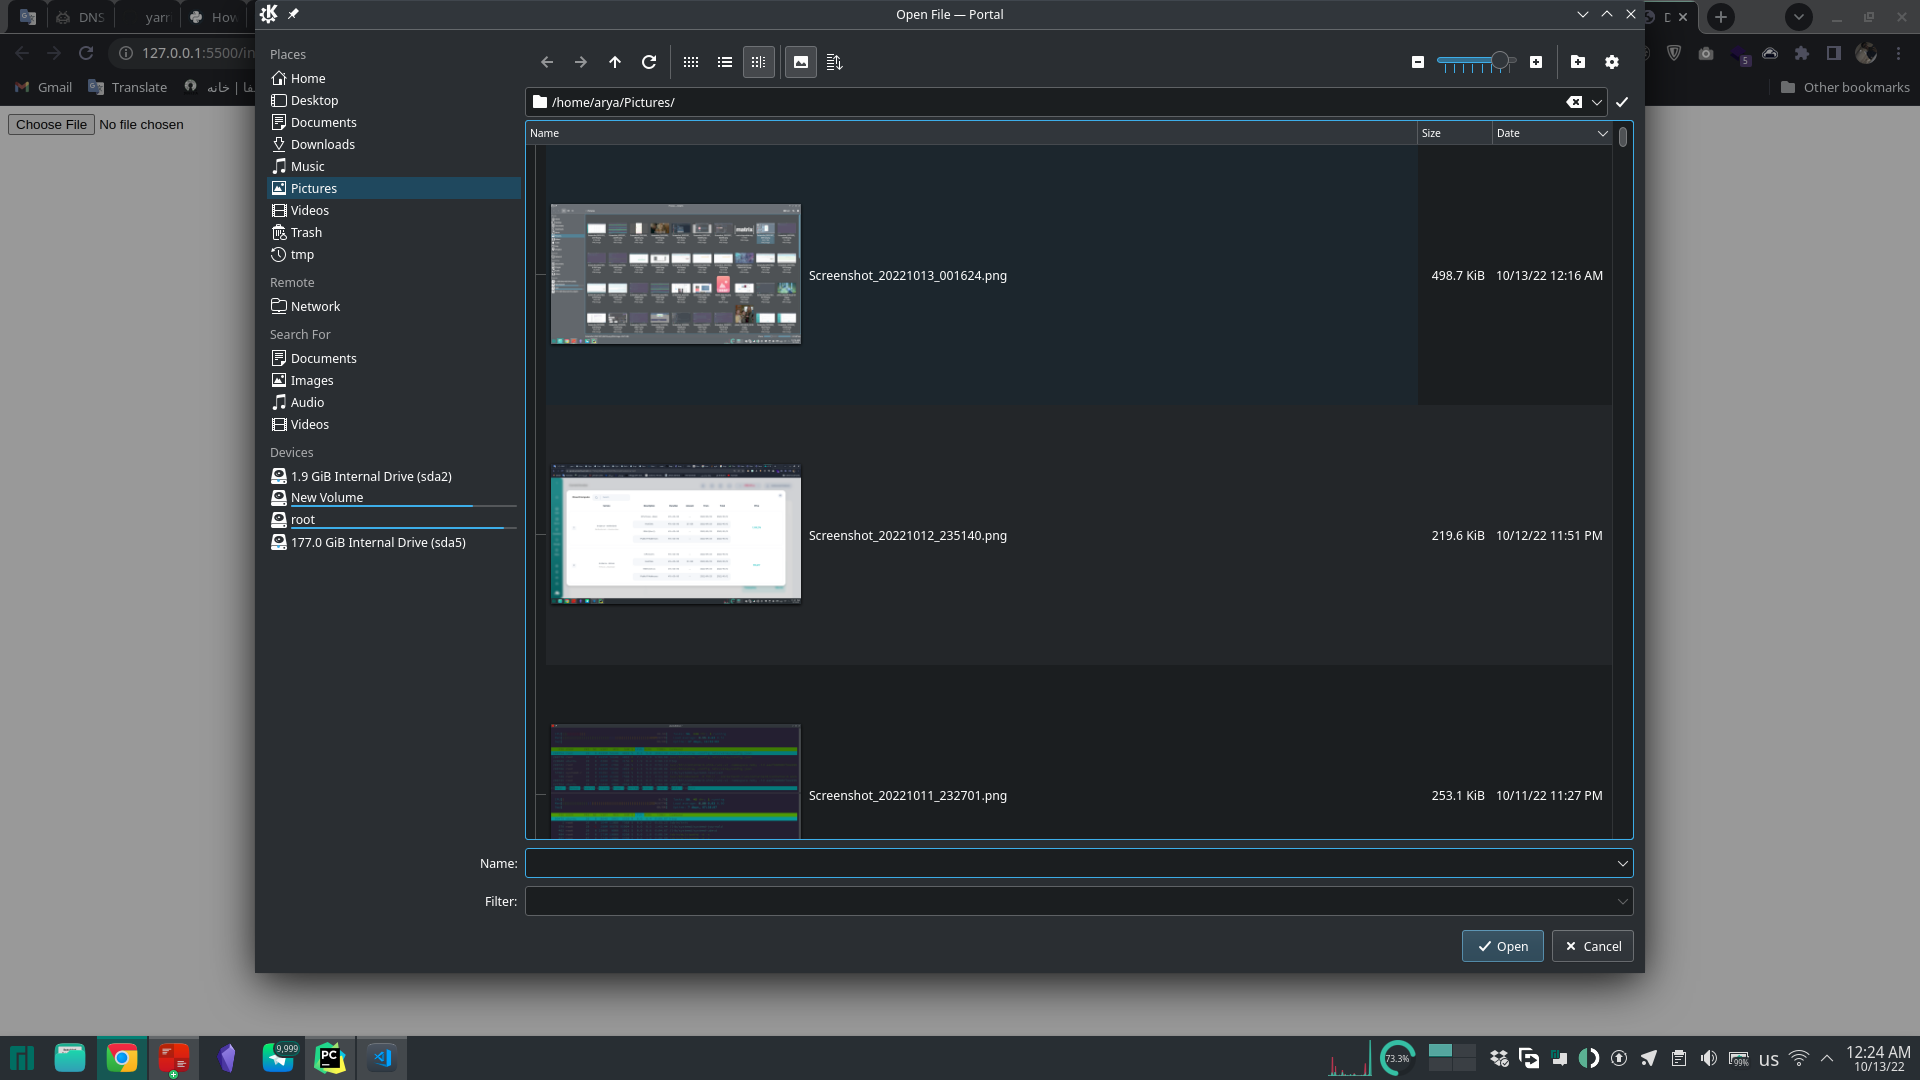 DNS
yarn
How
Open File — Portal
127.0.0.1:5500/in
Gmail
Translate
Other bookmarks
5
Choose File
No file chosen
Places
Home
Desktop
Documents
Downloads
Music
Pictures
Videos
Trash
tmp
Remote
Network
Search For
Documents
Images
Audio
Videos
Devices
1.9 GiB Internal Drive (sda2)
New Volume
root
177.0 GiB Internal Drive (sda5)
/home/arya/Pictures/
Name
Size
Date
Screenshot_20221013_001624.png
498.7 KiB
10/13/22 12:16 AM
Screenshot_20221012_235140.png
219.6 KiB
10/12/22 11:51 PM
Screenshot_20221011_232701.png
253.1 KiB
10/11/22 11:27 PM
Name:
Filter:
Open
Cancel
9,999
PC
73.3%
99%
us
12:24 AM
10/13/22